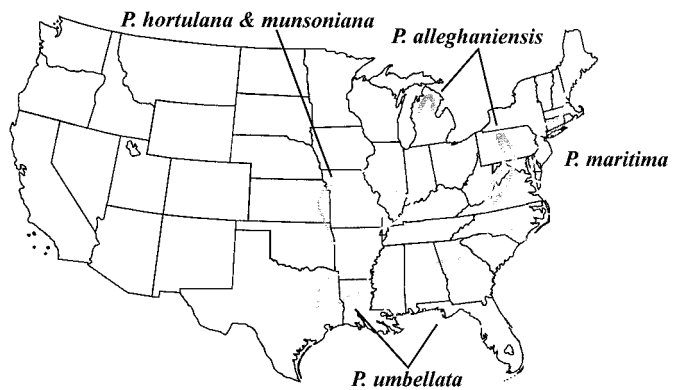 P. hortulana & munsoniana
P. alleghaniensis
P. maritima
P. umbellata